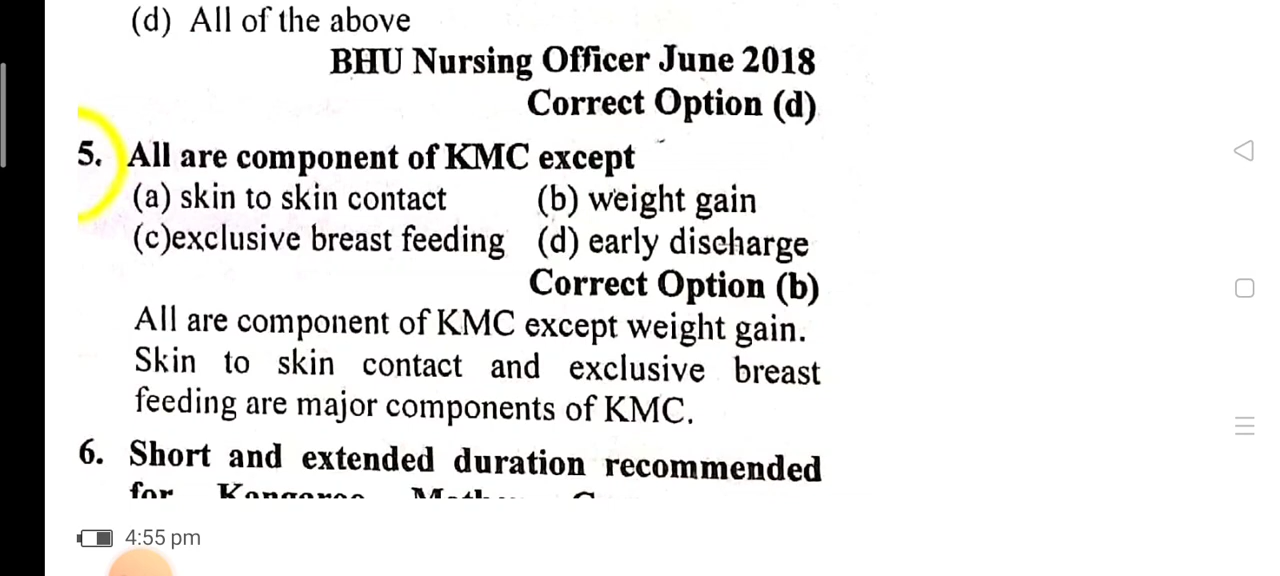 (d) All of the above
BHU Nursing Officer June 2018
Correct Option (d)
5. All are component of KMC except
(a) skin to skin contact (b) weight gain
(c)exclusive breast feeding (d) early discharge
Correct Option (b)
All are component of KMC except weight gain.
Skin to skin contact and exclusive breast
feeding are major components of KMC.
6. Short and extended duration recommended
for Kangaroo
4:55 pm